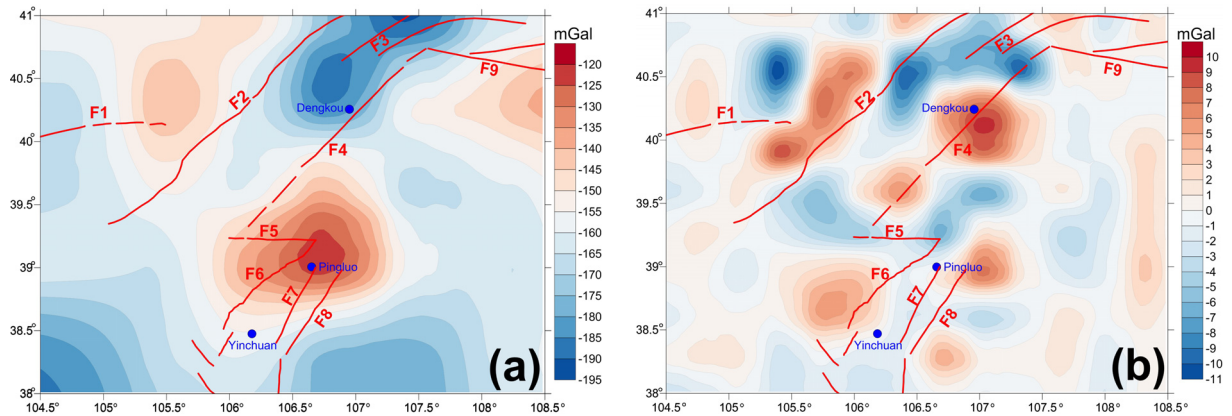 41°
40.5°
40°
39.5°
39°
38.5°
38°
104.5°
105°
105.5°
106°
106.5°
107°
107.5°
108°
108.5°
F1
F2
F3
F9
Dengkou
F4
F5
F6
Pingluo
F7
F8
Yinchuan
(a)
mGal
-120
-130
-140
-150
-155
-160
-165
-170
-175
-180
-185
-190
-195
41°
40.5°
40°
39.5°
39°
38.5°
38°
104.5°
105°
105.5°
106°
106.5°
107°
107.5°
108°
108.5°
F1
F2
F3
F9
Dengkou
F4
F5
F6
Pingluo
F7
F8
Yinchuan
(b)
mGal
10
9
8
7
6
5
4
2
1
0
-1
-3
-4
-5
-6
-7
-8
-9
-10
-11